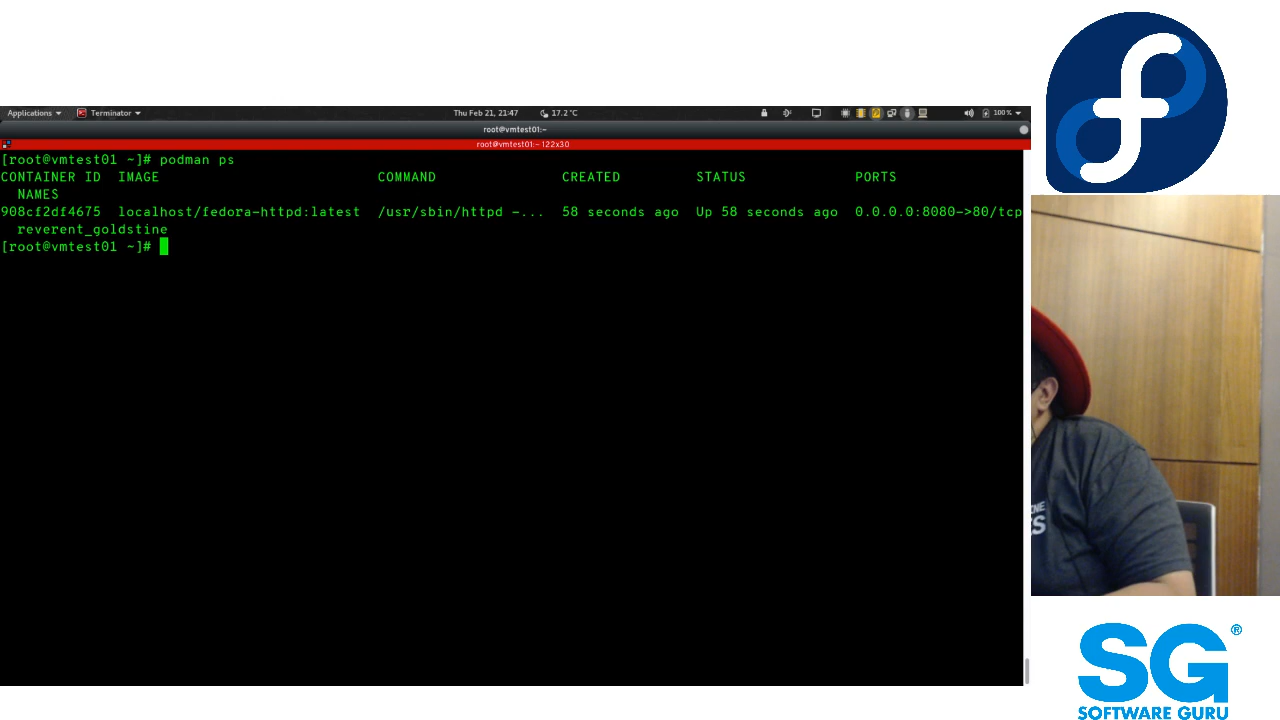 Applications
Terminator
Thu Feb 21, 21:47
17.2°C
100%
root@vmtest01:~
root@vmtest01:~ 122x30
[root@vmtest01 ~]# podman ps
CONTAINER ID  IMAGE                          COMMAND               CREATED         STATUS             PORTS
  NAMES
908cf2df4675  localhost/fedora-httpd:latest  /usr/sbin/httpd -...  58 seconds ago  Up 58 seconds ago  0.0.0.0:8080->80/tcp
  reverent_goldstine
[root@vmtest01 ~]#
SG®
SOFTWARE GURU